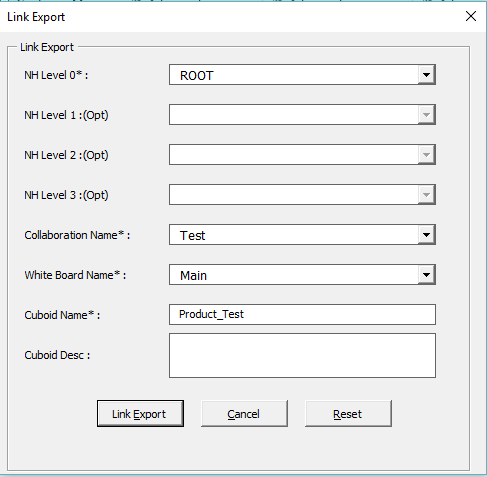 Link Export
Link Export
NH Level 0* :
ROOT
NH Level 1 :(Opt)
NH Level 2 :(Opt)
NH Level 3 :(Opt)
Collaboration Name* :
Test
White Board Name* :
Main
Cuboid Name* :
Product_Test
Cuboid Desc :
Link Export
Cancel
Reset